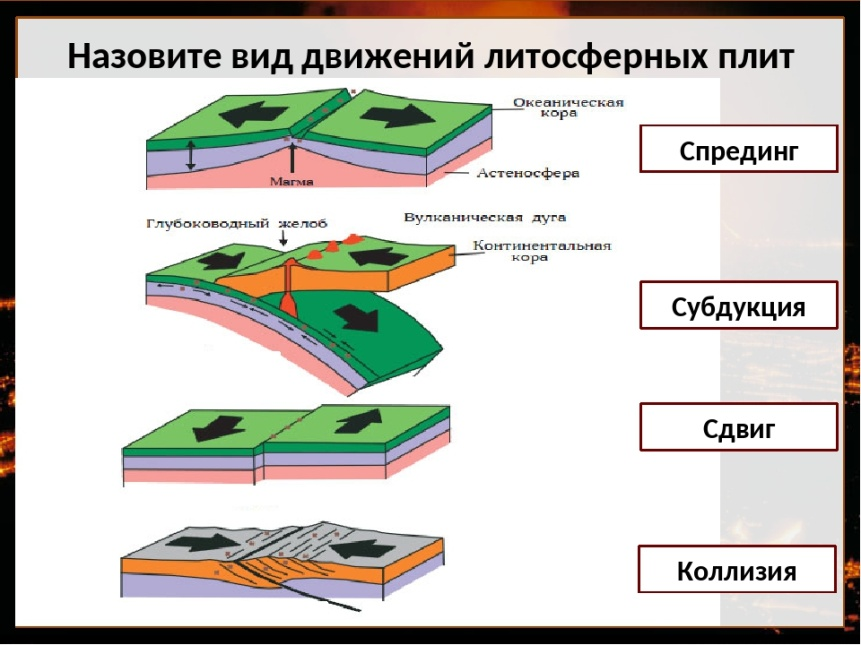 Назовите вид движений литосферных плит
Океаническая
кора
Спрединг
Астеносфера
Магма
Глубоководный желоб
Вулканическая дуга
Континентальная
кора
Субдукция
Сдвиг
Коллизия